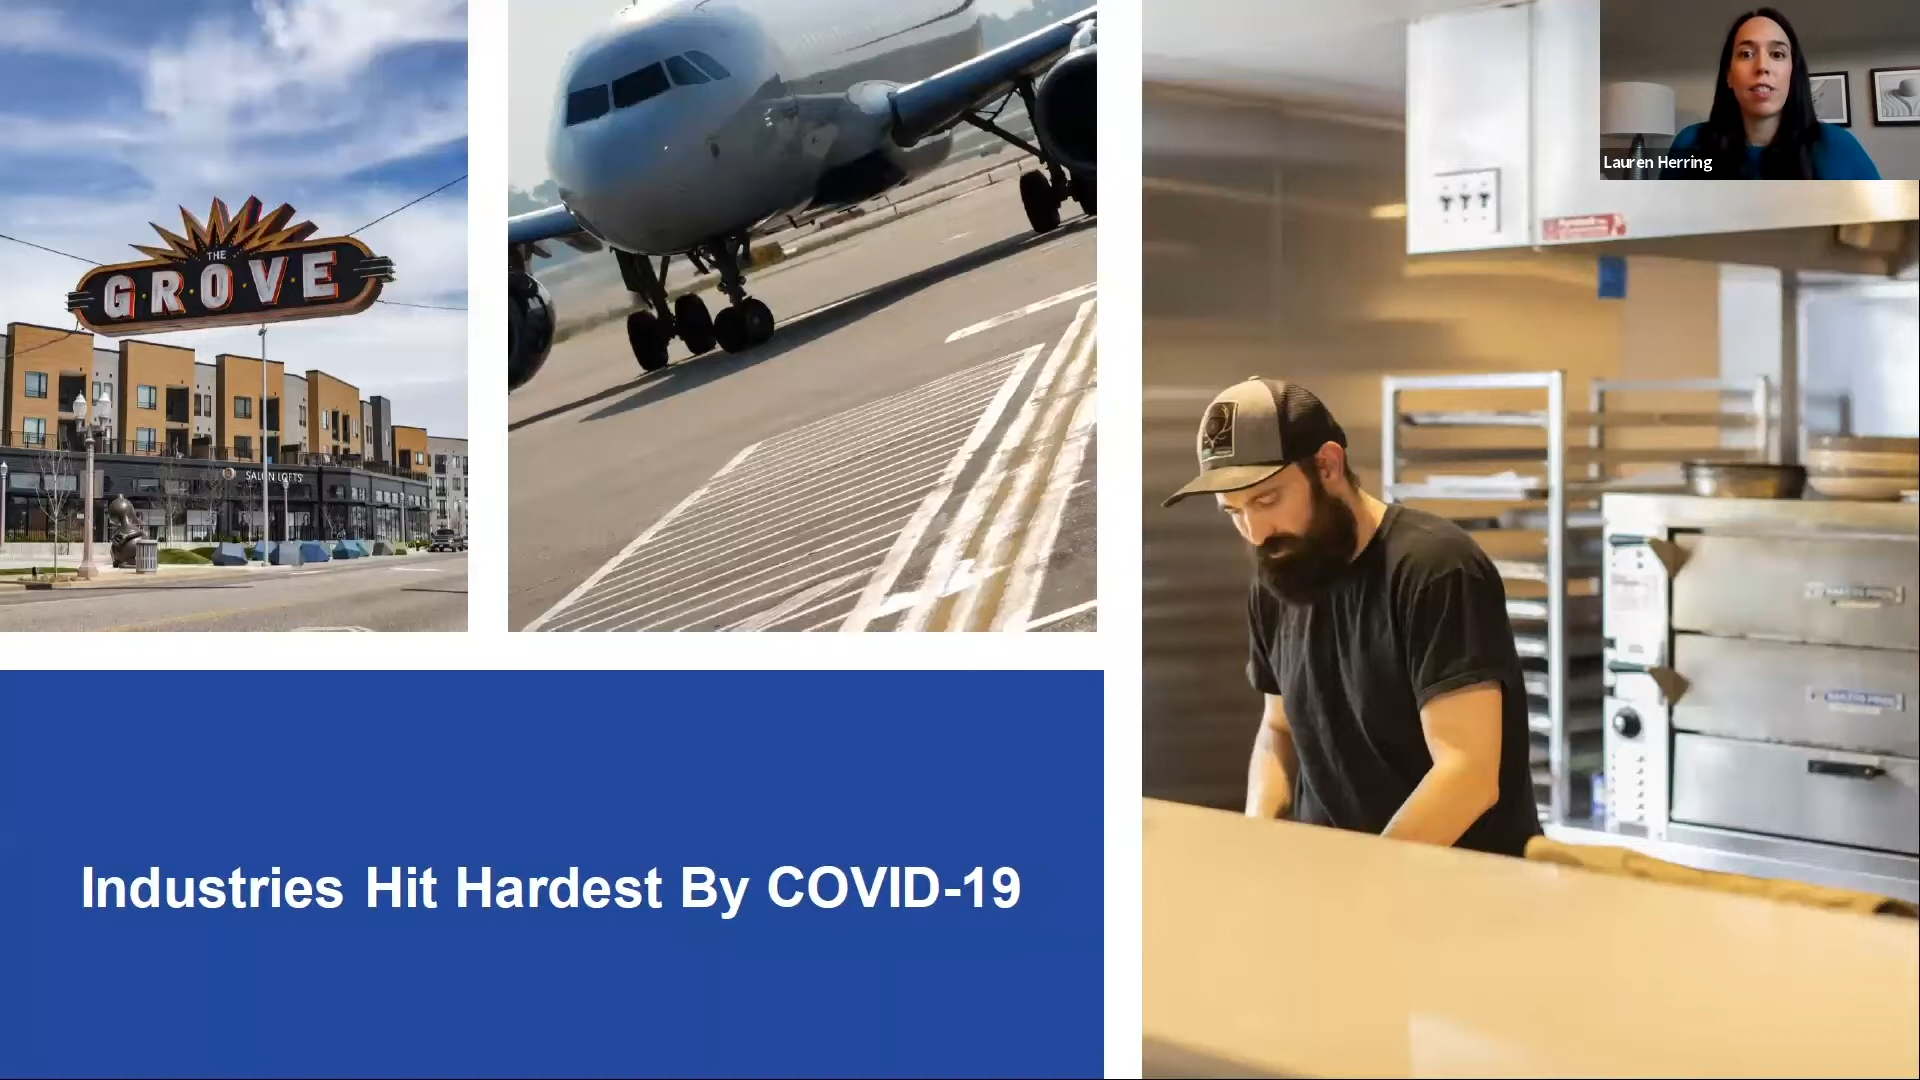 Lauren Herring
THE
GROVE
SALON LOFTS
Industries Hit Hardest By COVID-19